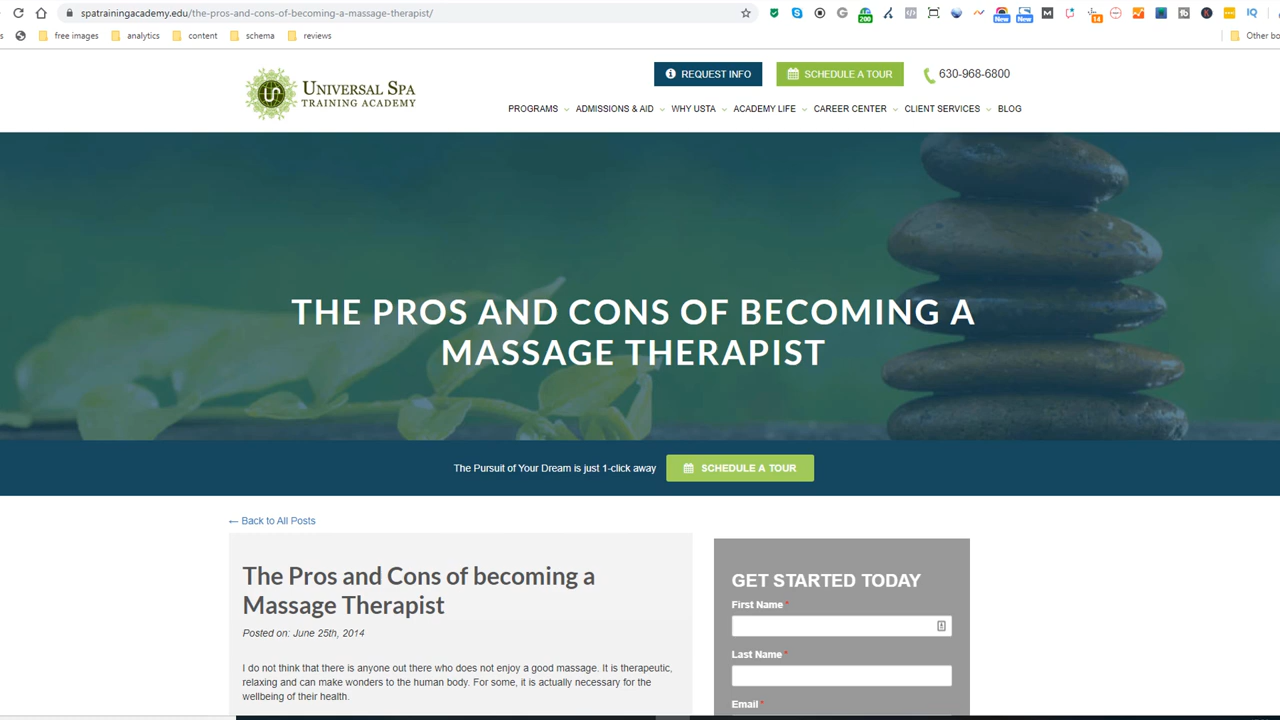 spatrainingacademy.edu/the-pros-and-cons-of-becoming-a-massage-therapist/
200
New
New
14
s
free images
analytics
content
schema
reviews
Other bo
UNIVERSAL SPA
TRAINING ACADEMY
REQUEST INFO
SCHEDULE A TOUR
630-968-6800
PROGRAMS
ADMISSIONS & AID
WHY USTA
ACADEMY LIFE
CAREER CENTER
CLIENT SERVICES
BLOG
THE PROS AND CONS OF BECOMING A
MASSAGE THERAPIST
The Pursuit of Your Dream is just 1-click away
SCHEDULE A TOUR
← Back to All Posts
The Pros and Cons of becoming a
Massage Therapist
Posted on: June 25th, 2014
I do not think that there is anyone out there who does not enjoy a good massage. It is therapeutic,
relaxing and can make wonders to the human body. For some, it is actually necessary for the
wellbeing of their health.
GET STARTED TODAY
First Name*
Last Name*
Email*